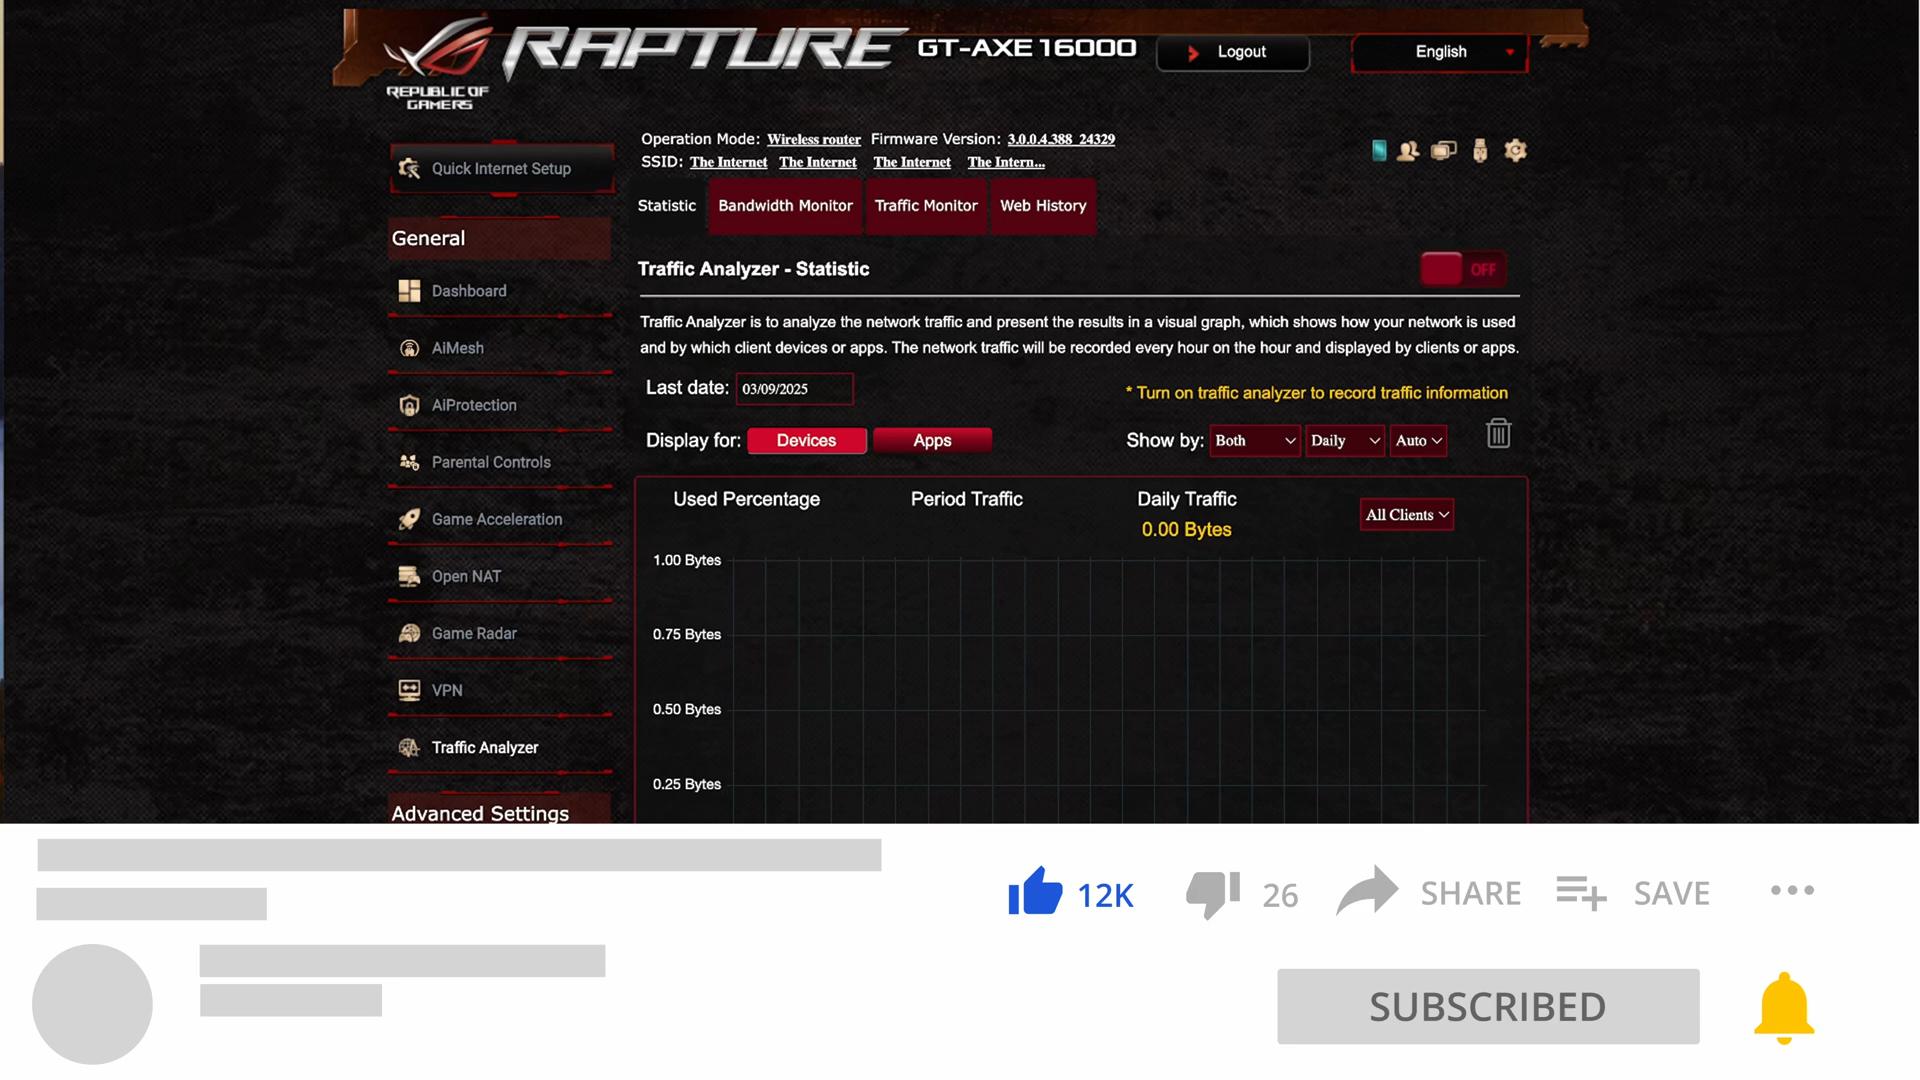 RAPTURE GT-AXE16000 Logout English
REPUBLIC OF
GAMERS
Operation Mode: Wireless router Firmware Version: 3.0.0.4.388_24329
SSID: The Internet The Internet The Internet The Intern...
Quick Internet Setup
Statistic Bandwidth Monitor Traffic Monitor Web History
General
Traffic Analyzer - Statistic OFF
Dashboard
Traffic Analyzer is to analyze the network traffic and present the results in a visual graph, which shows how your network is used
and by which client devices or apps. The network traffic will be recorded every hour on the hour and displayed by clients or apps.
AiMesh
Last date: 03/09/2025
* Turn on traffic analyzer to record traffic information
AiProtection
Display for: Devices Apps Show by: Both Daily Auto
Parental Controls
Used Percentage Period Traffic Daily Traffic
0.00 Bytes
All Clients
Game Acceleration
1.00 Bytes
Open NAT
0.75 Bytes
Game Radar
0.50 Bytes
VPN
Traffic Analyzer
0.25 Bytes
Advanced Settings
12K 26 SHARE SAVE
SUBSCRIBED